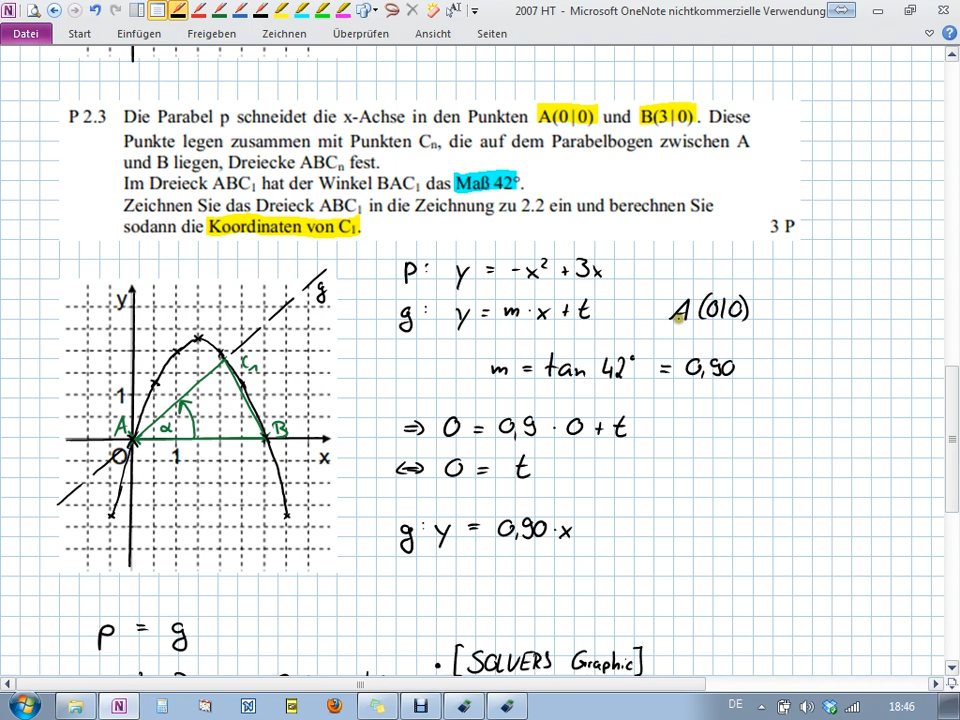 2007 HT - Microsoft OneNote nichtkommerzielle Verwendung
Datei Start Einfügen Freigeben Zeichnen Überprüfen Ansicht Seiten
P 2.3 Die Parabel p schneidet die x-Achse in den Punkten A(0|0) und B(3|0). Diese
Punkte legen zusammen mit Punkten Cn, die auf dem Parabelbogen zwischen A
und B liegen, Dreiecke ABCn fest.
Im Dreieck ABC1 hat der Winkel BAC1 das Maß 42°.
Zeichnen Sie das Dreieck ABC1 in die Zeichnung zu 2.2 ein und berechnen Sie
sodann die Koordinaten von C1.
3 P
y
g
1
A
α
B
O
1
x
p: y = -x² + 3x
g: y = m · x + t
A (0|0)
m = tan 42° = 0,90
⇒ 0 = 0,9 · 0 + t
⇔ 0 = t
g: y = 0,90 · x
p = g
• [SOLVERS Graphic]
DE
18:46